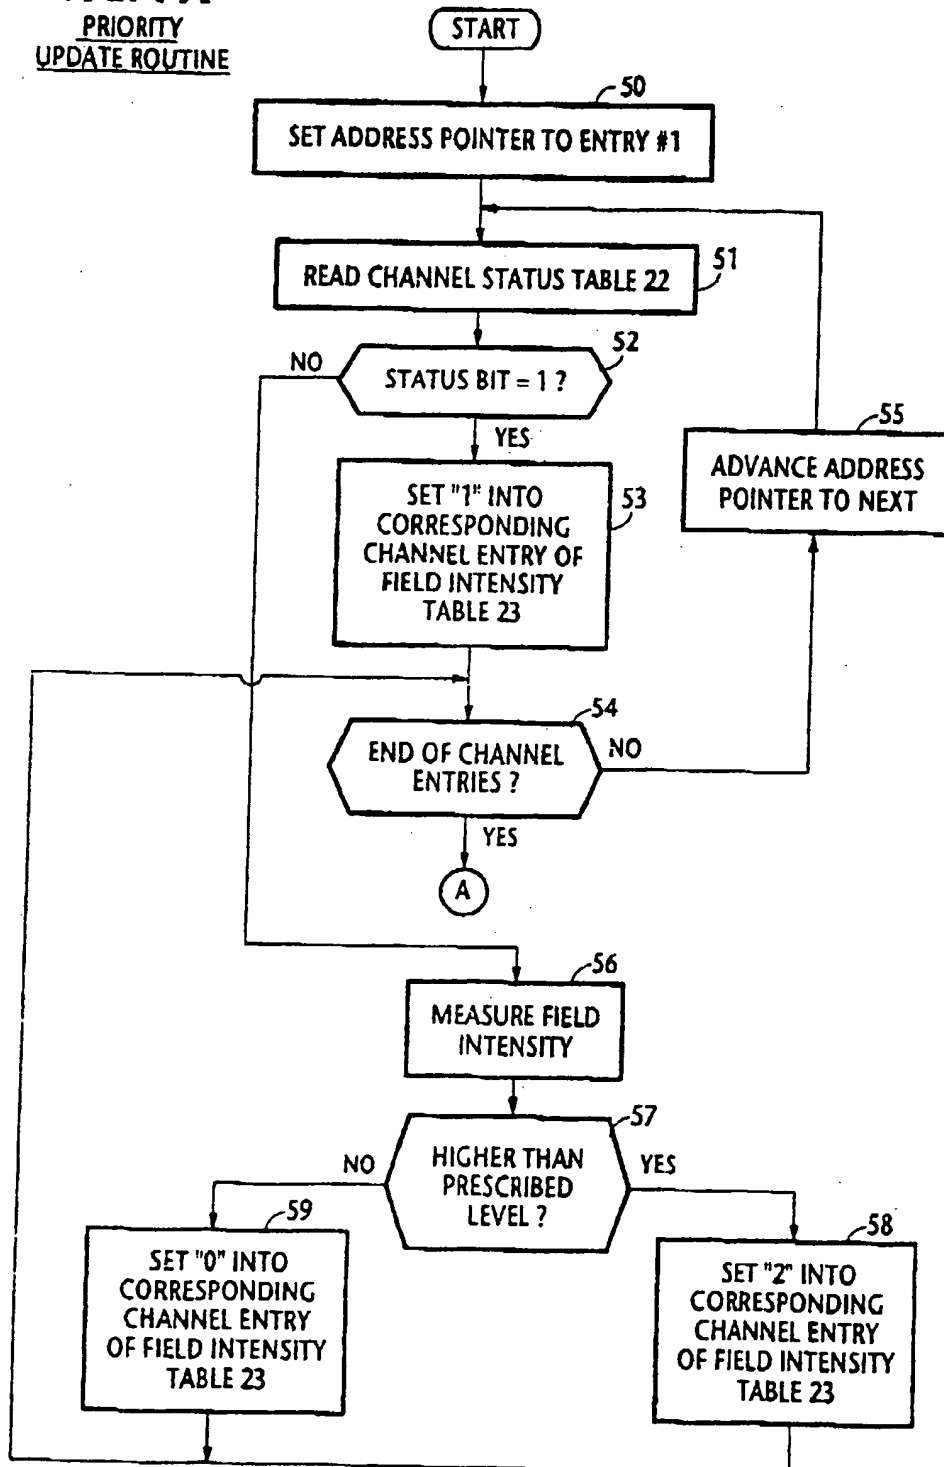 PRIORITY
UPDATE ROUTINE
START
50
SET ADDRESS POINTER TO ENTRY #1
READ CHANNEL STATUS TABLE 22
51
52
NO
STATUS BIT = 1 ?
YES
55
ADVANCE ADDRESS
POINTER TO NEXT
SET "1" INTO
CORRESPONDING
CHANNEL ENTRY OF
FIELD INTENSITY
TABLE 23
53
54
END OF CHANNEL
ENTRIES ?
NO
YES
A
56
MEASURE FIELD
INTENSITY
57
HIGHER THAN
PRESCRIBED
LEVEL ?
NO
YES
59
SET "0" INTO
CORRESPONDING
CHANNEL ENTRY
OF FIELD INTENSITY
TABLE 23
58
SET "2" INTO
CORRESPONDING
CHANNEL ENTRY
OF FIELD INTENSITY
TABLE 23